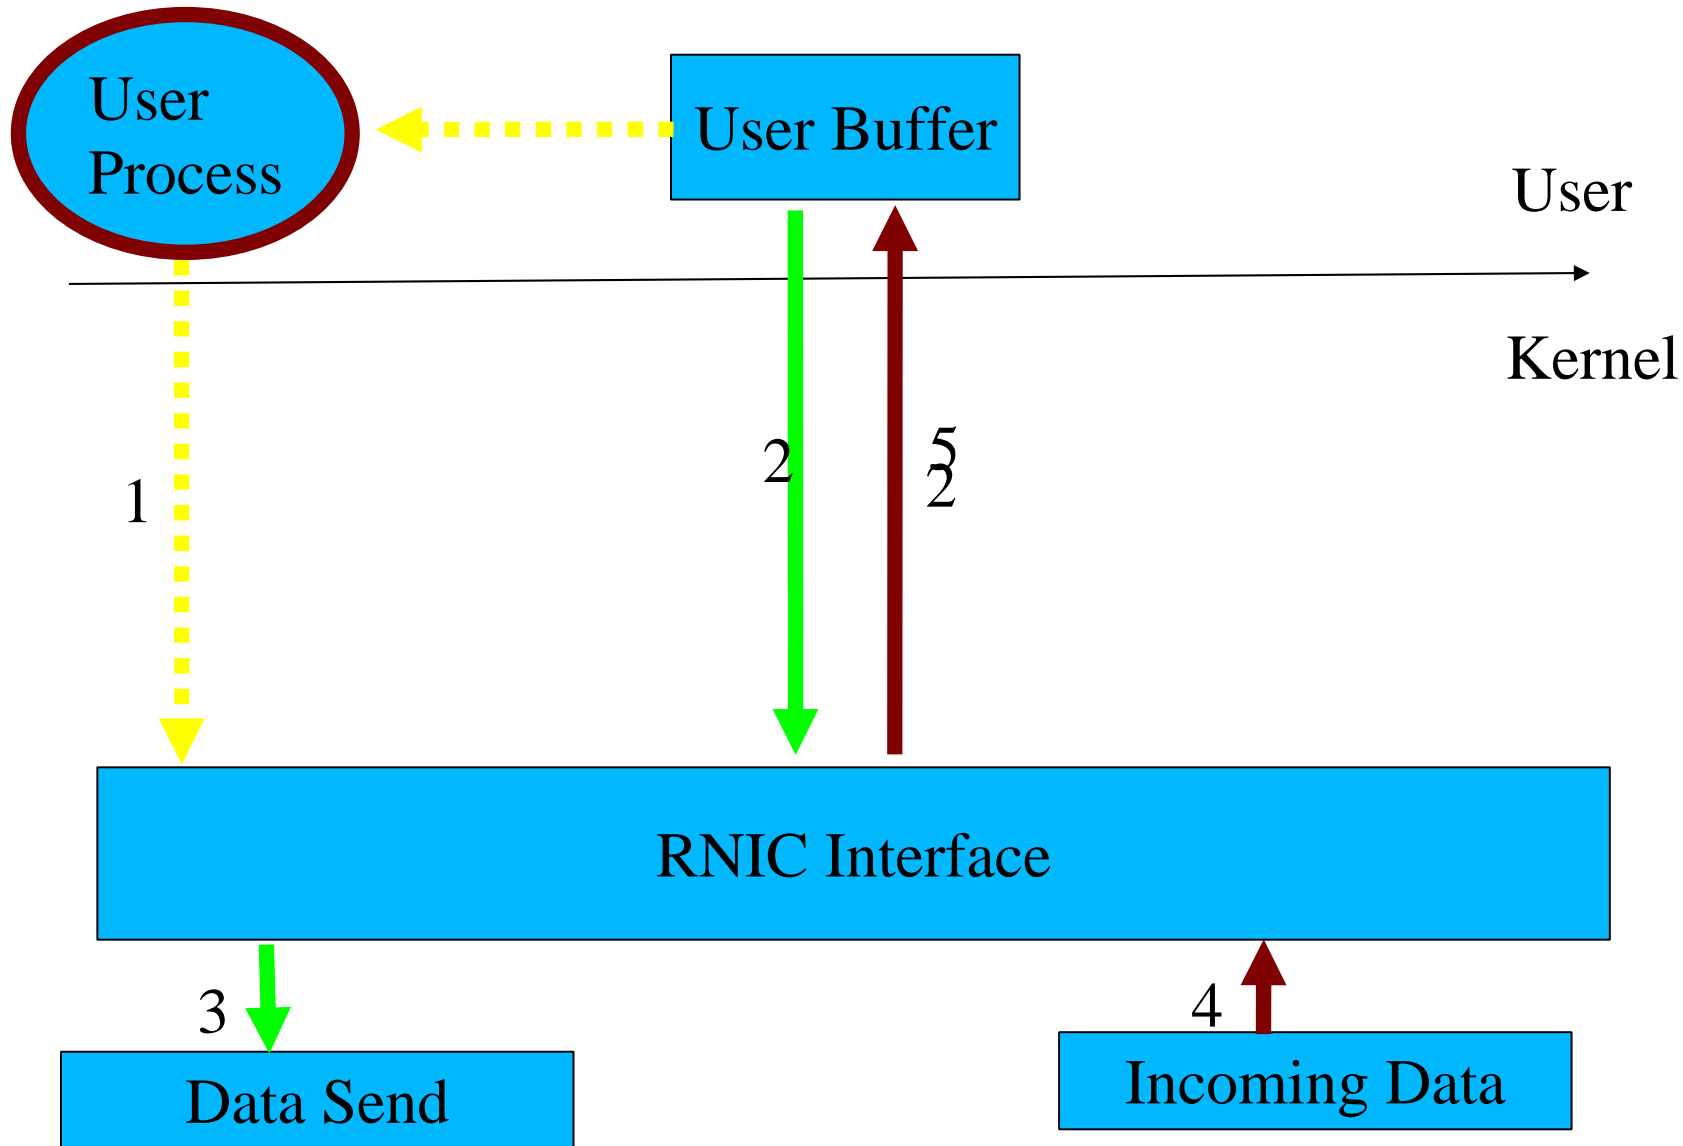 User
Process
User Buffer
User
Kernel
1
2
5
2
RNIC Interface
3
4
Data Send
Incoming Data